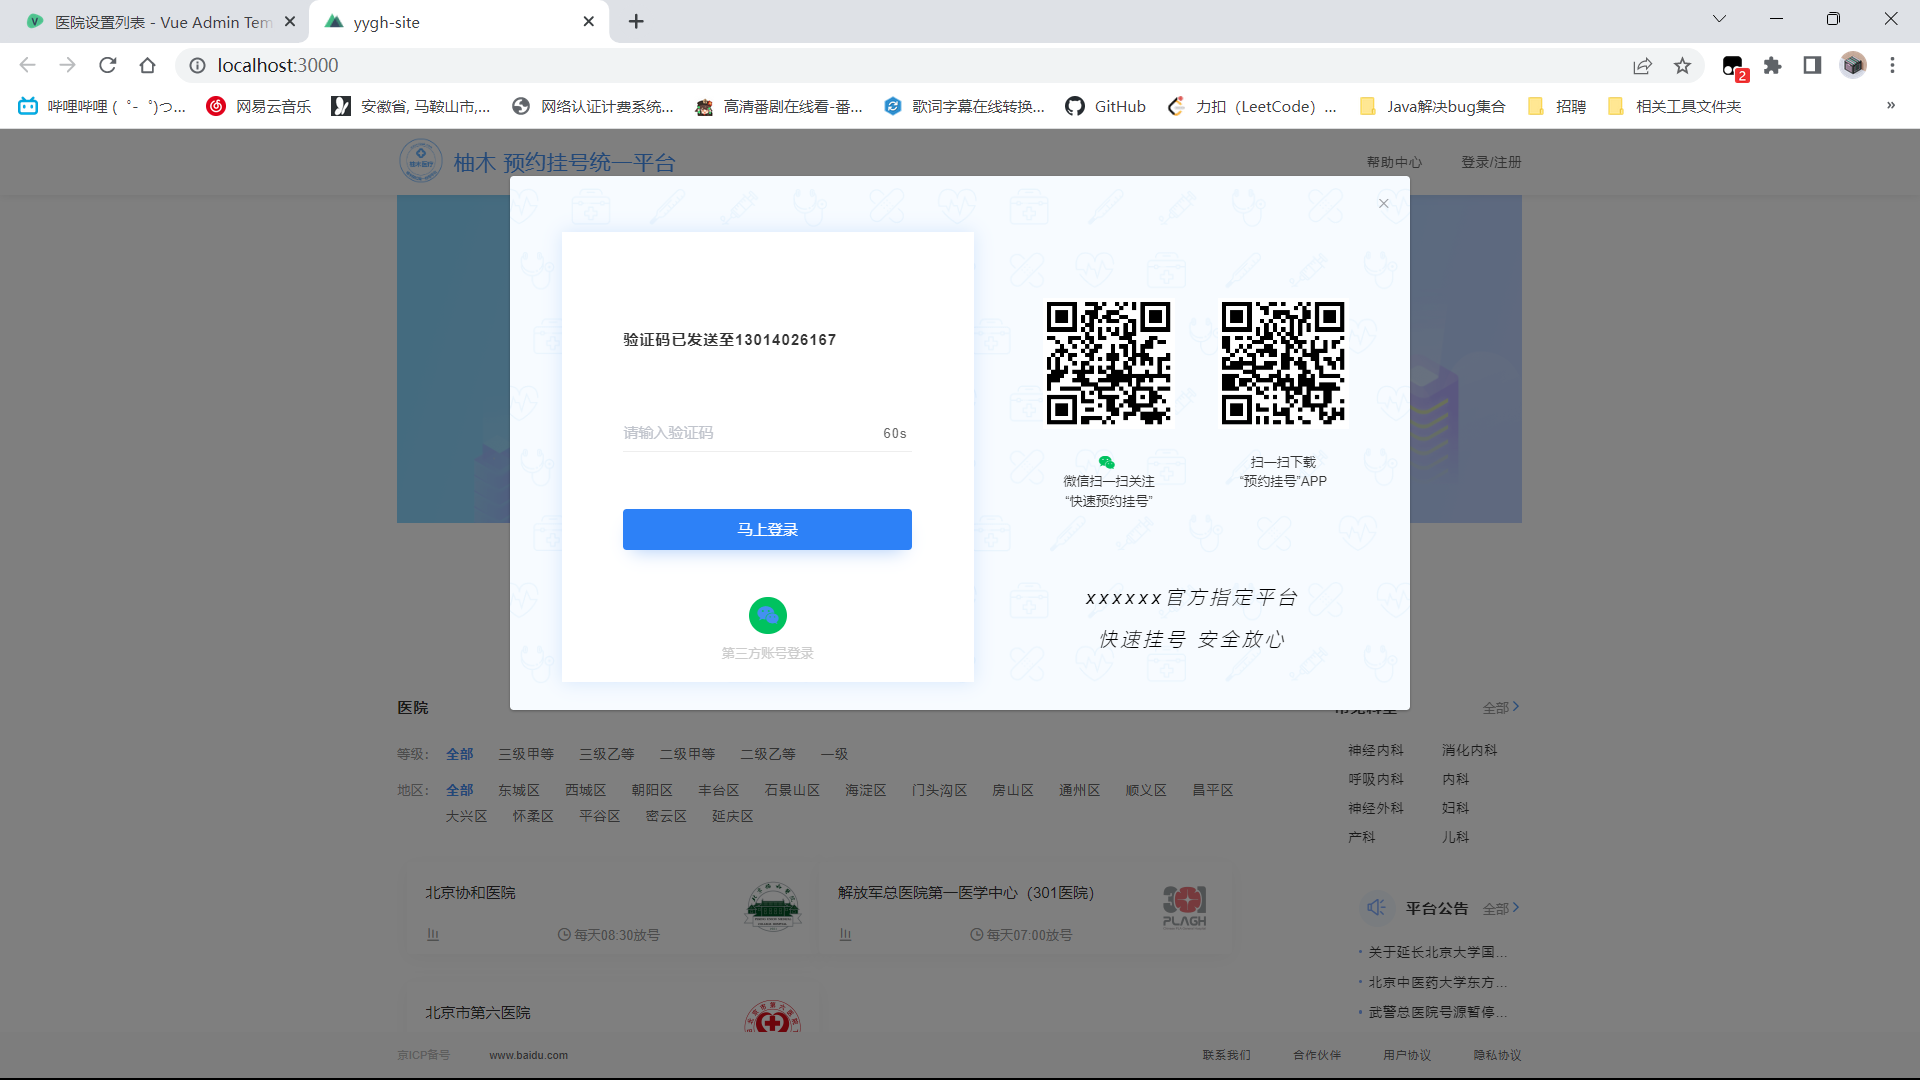 医院设置列表 - Vue Admin Tem
yygh-site
localhost:3000
2
哔哩哔哩 ( ゜- ゜)つ...
网易云音乐
安徽省, 马鞍山市,...
网络认证计费系统...
高清番剧在线看-番...
歌词字幕在线转换...
GitHub
力扣（LeetCode）...
Java解决bug集合
招聘
相关工具文件夹
»
柚木 预约挂号统一平台
帮助中心
登录/注册
验证码已发送至13014026167
请输入验证码
60s
马上登录
第三方账号登录
微信扫一扫关注
“快速预约挂号”
扫一扫下载
“预约挂号”APP
xxxxxx官方指定平台
快速挂号 安全放心
医院
全部
等级: 全部 三级甲等 三级乙等 二级甲等 二级乙等 一级
地区: 全部 东城区 西城区 朝阳区 丰台区 石景山区 海淀区 门头沟区 房山区 通州区 顺义区 昌平区
大兴区 怀柔区 平谷区 密云区 延庆区
神经内科 消化内科
呼吸内科 内科
神经外科 妇科
产科 儿科
北京协和医院
每天08:30放号
解放军总医院第一医学中心（301医院）
每天07:00放号
301
PLAGH
平台公告 全部
· 关于延长北京大学国...
· 北京中医药大学东方...
· 武警总医院号源暂停...
北京市第六医院
京ICP备号
www.baidu.com
联系我们
合作伙伴
用户协议
隐私协议